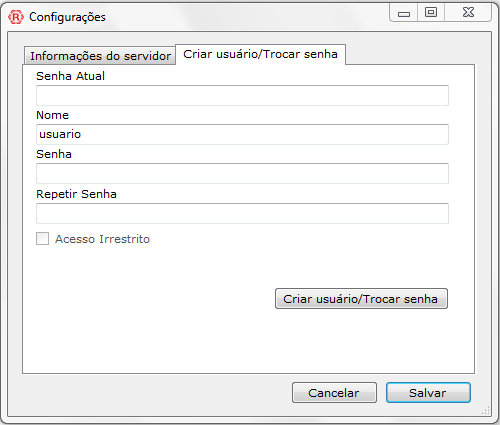 Configurações
Informações do servidor Criar usuário/Trocar senha
Senha Atual
Nome
usuario
Senha
Repetir Senha
Acesso Irrestrito
Criar usuário/Trocar senha
Cancelar Salvar